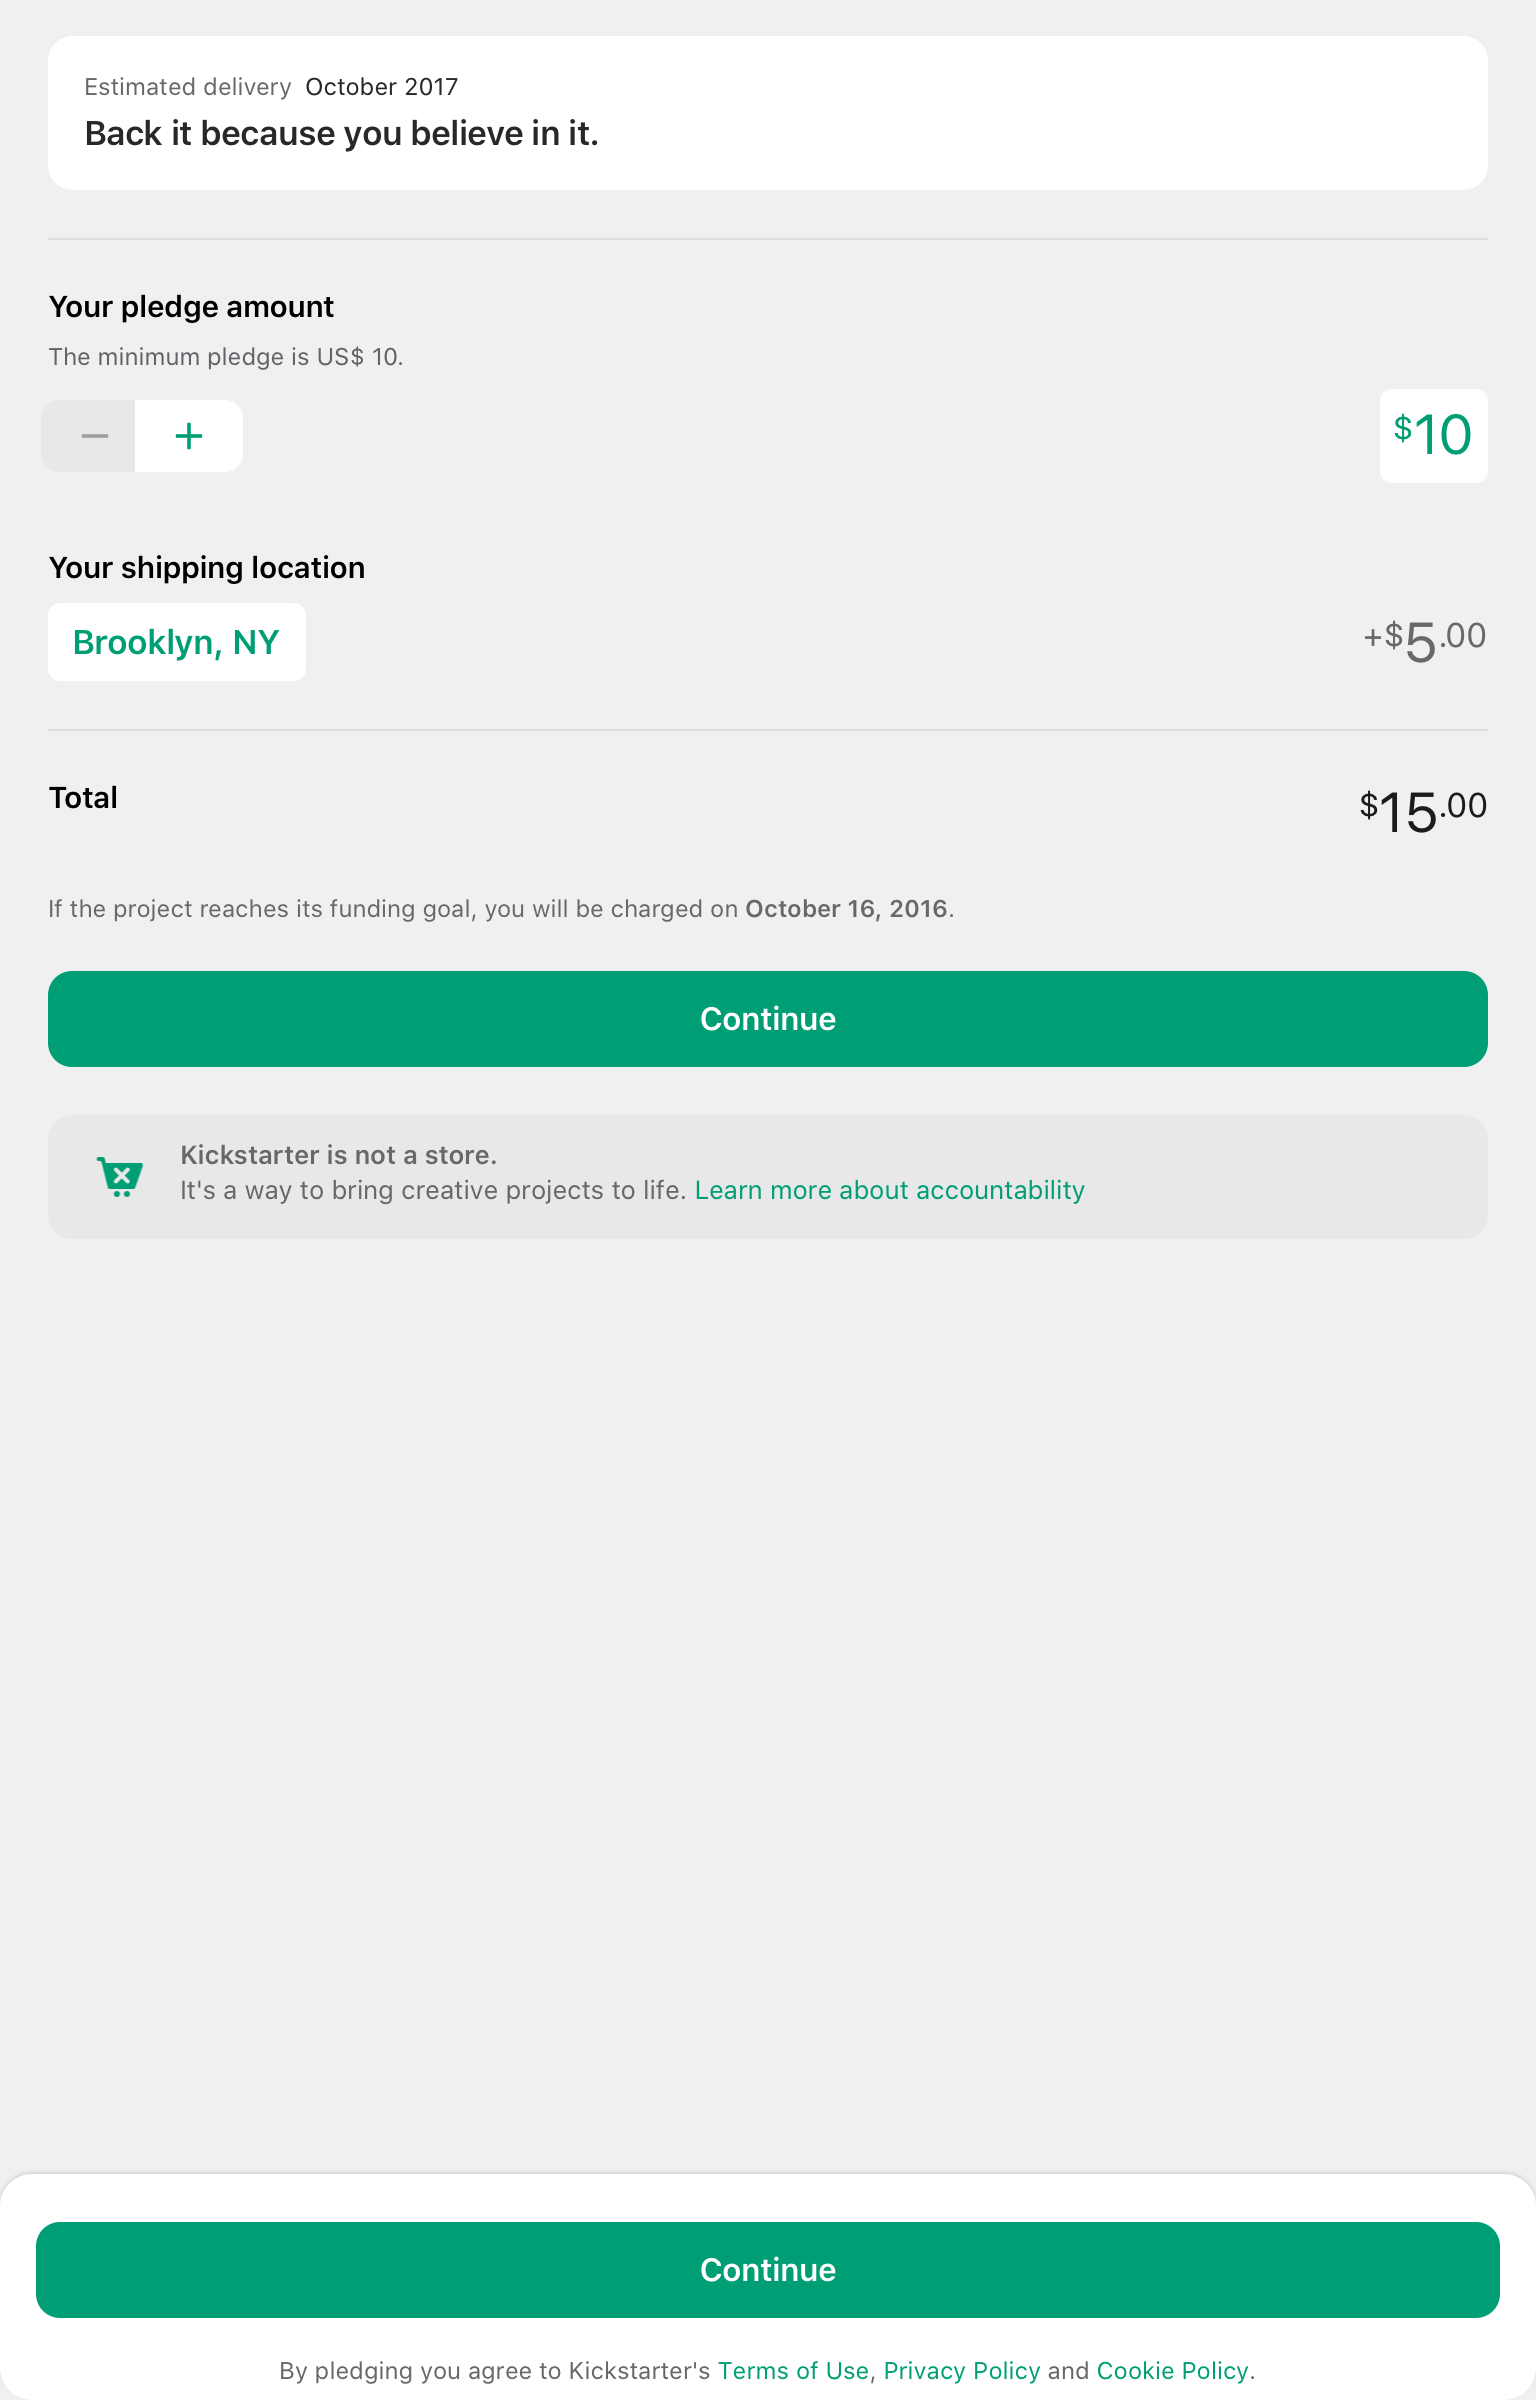 Estimated delivery October 2017
Back it because you believe in it.
Your pledge amount
The minimum pledge is US$ 10.
$10
Your shipping location
Brooklyn, NY
+$5.00
Total
$15.00
If the project reaches its funding goal, you will be charged on October 16, 2016.
Continue
Kickstarter is not a store.
It's a way to bring creative projects to life. Learn more about accountability
Continue
By pledging you agree to Kickstarter's Terms of Use, Privacy Policy and Cookie Policy.